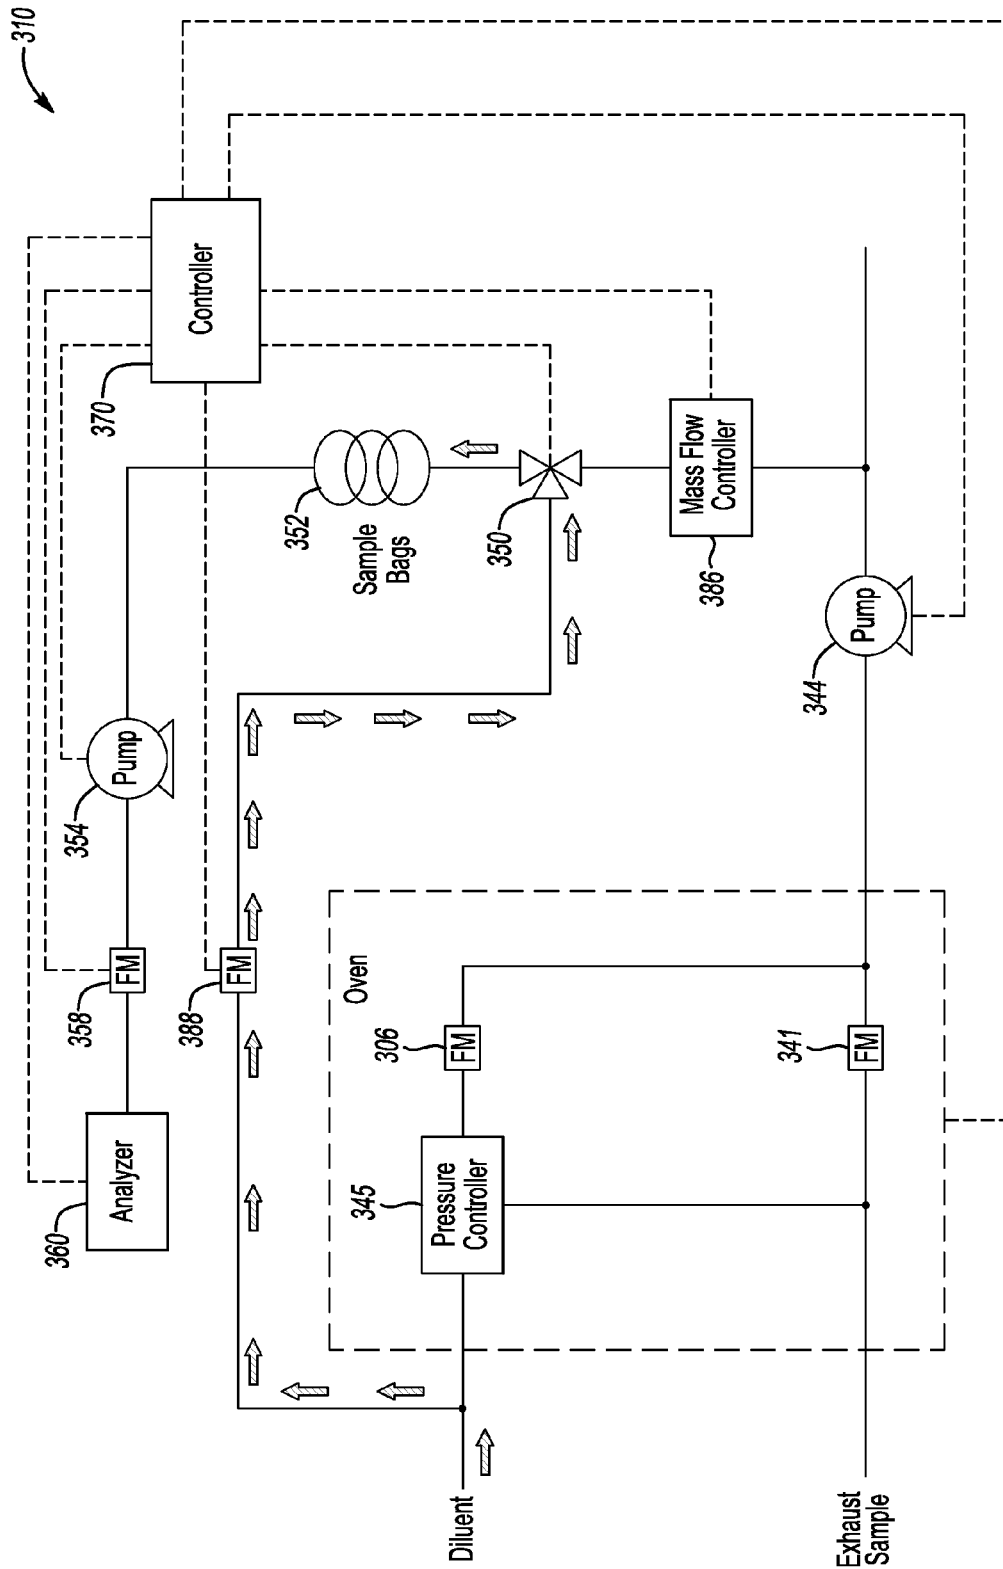 310
Controller
370
352
Sample
Bags
350
Mass Flow
Controller
386
Pump
344
Pump
354
FM
358
FM
388
Analyzer
360
Oven
FM
306
FM
341
Pressure
Controller
345
Diluent
Exhaust
Sample